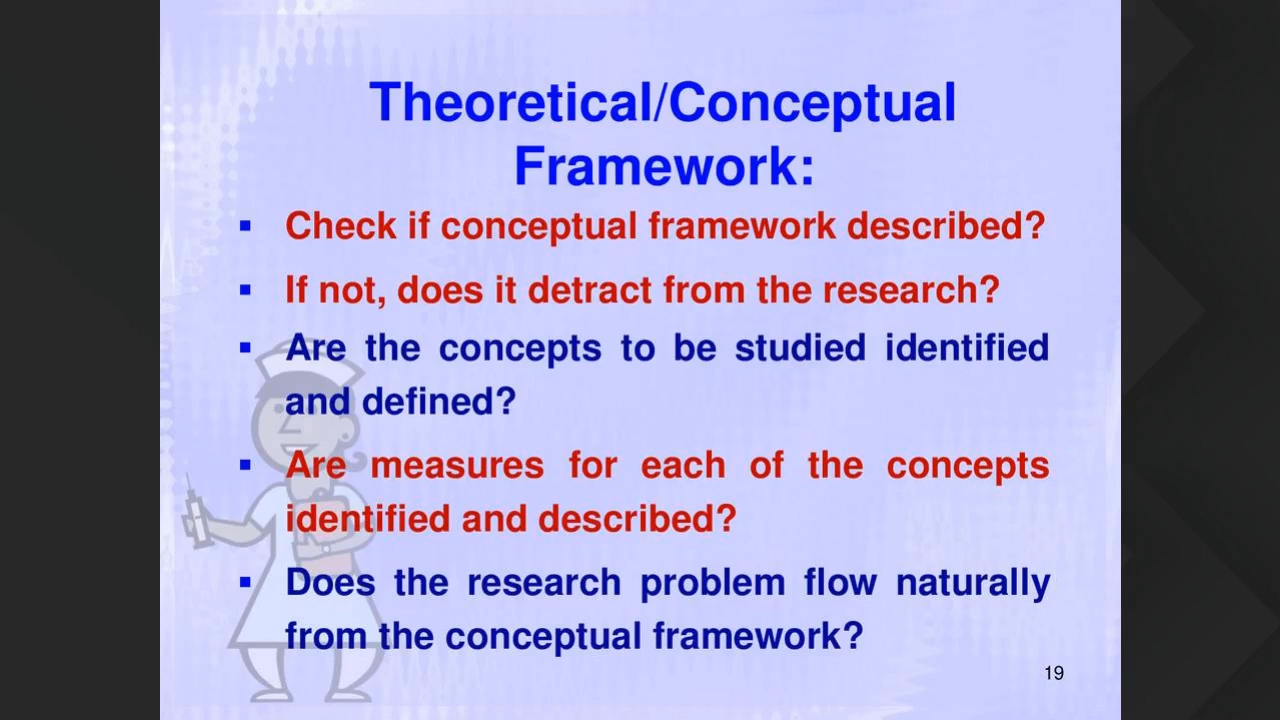 Theoretical/Conceptual
Framework:
▪ Check if conceptual framework described?
▪ If not, does it detract from the research?
▪ Are the concepts to be studied identified
and defined?
▪ Are measures for each of the concepts
identified and described?
▪ Does the research problem flow naturally
from the conceptual framework?
19